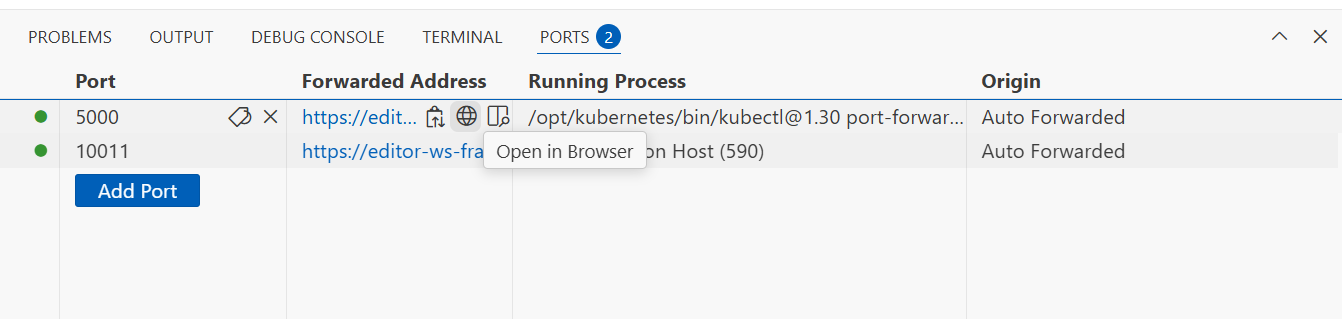 PROBLEMS OUTPUT DEBUG CONSOLE TERMINAL PORTS 2
Port Forwarded Address Running Process Origin
5000 https://edit... /opt/kubernetes/bin/kubectl@1.30 port-forwar... Auto Forwarded
10011 https://editor-ws-fra on Host (590) Auto Forwarded
Open in Browser
Add Port